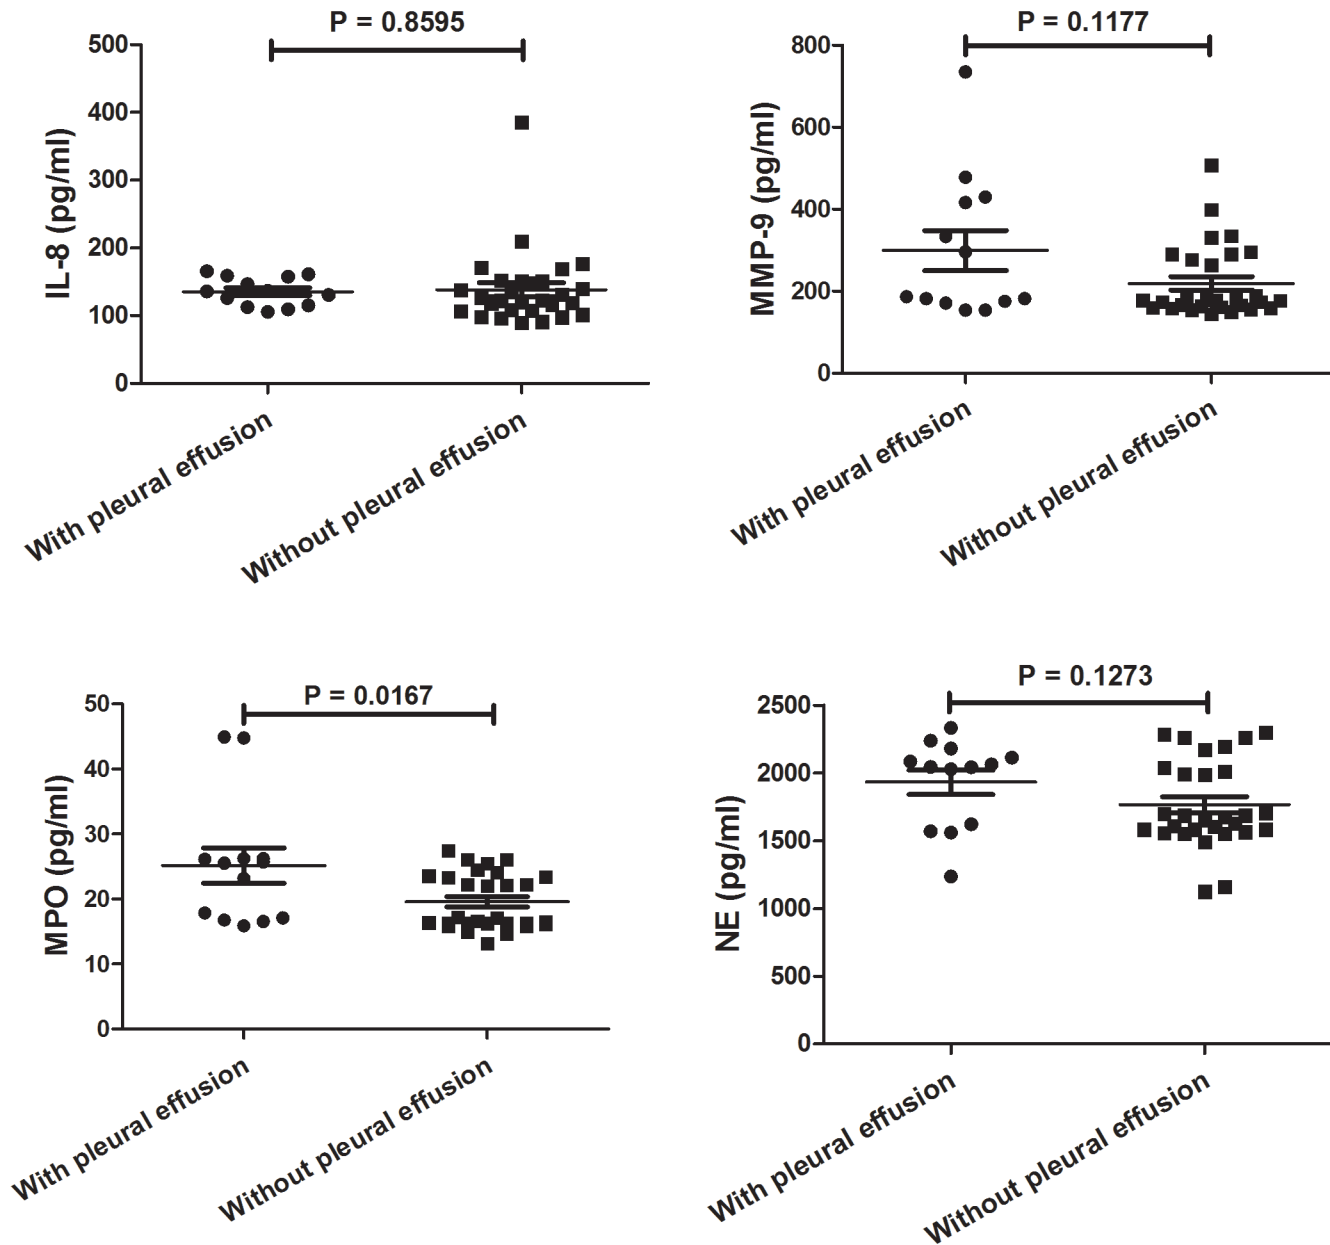 P = 0.8595
500
400
300
200
100
0
IL-8 (pg/ml)
With pleural effusion
Without pleural effusion
P = 0.1177
800
600
400
200
0
MMP-9 (pg/ml)
With pleural effusion
Without pleural effusion
P = 0.0167
50
40
30
20
10
0
MPO (pg/ml)
With pleural effusion
Without pleural effusion
P = 0.1273
2500
2000
1500
1000
500
0
NE (pg/ml)
With pleural effusion
Without pleural effusion